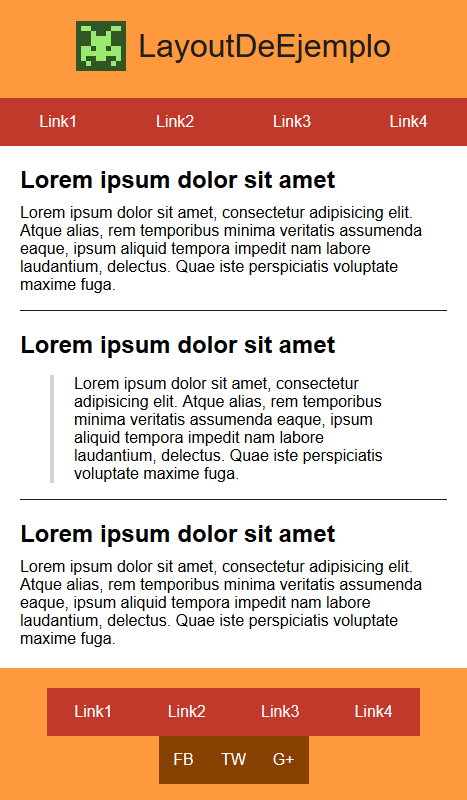 LayoutDeEjemplo
Link1 Link2 Link3 Link4
Lorem ipsum dolor sit amet
Lorem ipsum dolor sit amet, consectetur adipisicing elit.
Atque alias, rem temporibus minima veritatis assumenda
eaque, ipsum aliquid tempora impedit nam labore
laudantium, delectus. Quae iste perspiciatis voluptate
maxime fuga.
Lorem ipsum dolor sit amet
Lorem ipsum dolor sit amet, consectetur
adipisicing elit. Atque alias, rem temporibus
minima veritatis assumenda eaque, ipsum
aliquid tempora impedit nam labore
laudantium, delectus. Quae iste perspiciatis
voluptate maxime fuga.
Lorem ipsum dolor sit amet
Lorem ipsum dolor sit amet, consectetur adipisicing elit.
Atque alias, rem temporibus minima veritatis assumenda
eaque, ipsum aliquid tempora impedit nam labore
laudantium, delectus. Quae iste perspiciatis voluptate
maxime fuga.
Link1 Link2 Link3 Link4
FB TW G+